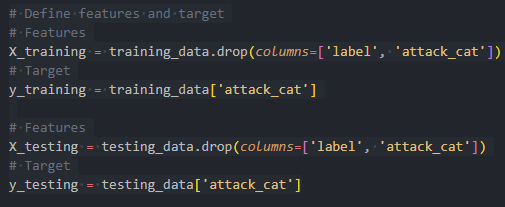 # Define features and target
# Features
X_training = training_data.drop(columns=['label', 'attack_cat'])
# Target
y_training = training_data['attack_cat']

# Features
X_testing = testing_data.drop(columns=['label', 'attack_cat'])
# Target
y_testing = testing_data['attack_cat']